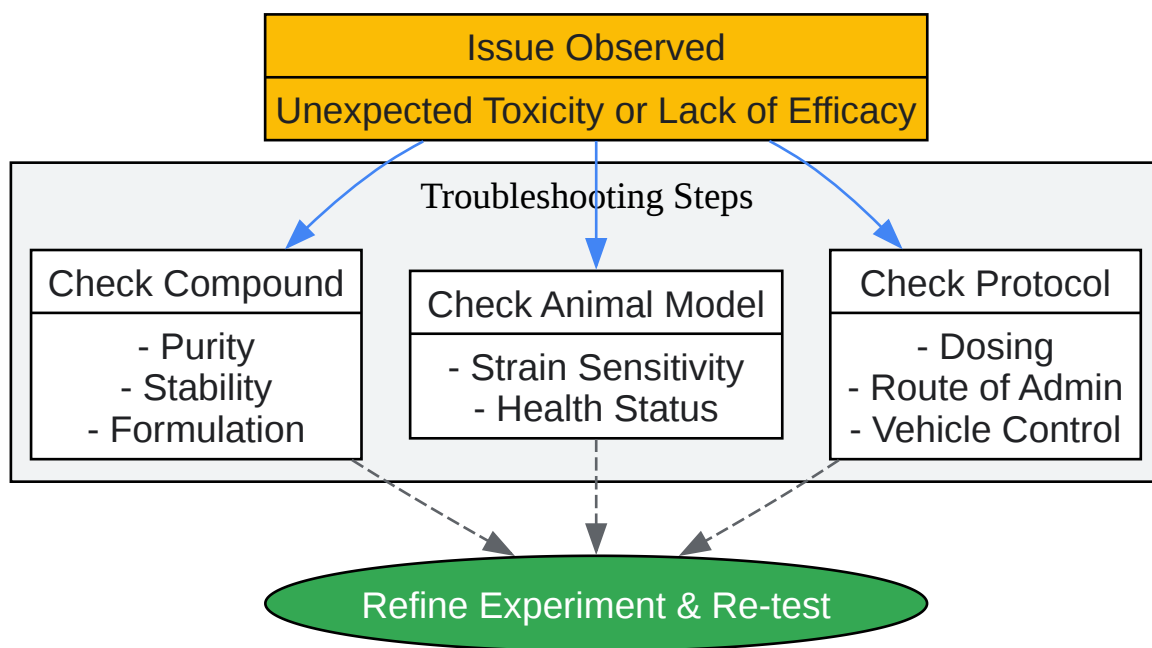 Issue Observed
Unexpected Toxicity or Lack of Efficacy
Troubleshooting Steps
Check Compound
- Purity
- Stability
- Formulation
Check Animal Model
- Strain Sensitivity
- Health Status
Check Protocol
- Dosing
- Route of Admin
- Vehicle Control
Refine Experiment & Re-test